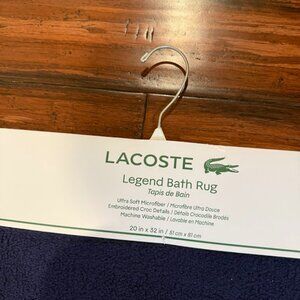 LACOSTE
Legend Bath Rug
Tapis de Bain
Ultra Soft Microfiber / Microfibre Ultra Douce
Embroidered Croc Details / Détails Crocodile Brodés
Machine Washable / Lavable en Machine
20 in x 32 in / 51 cm x 81 cm